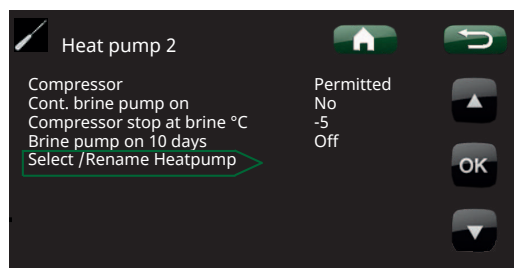 Heat pump 2
Compressor Permitted
Cont. brine pump on No
Compressor stop at brine °C -5
Brine pump on 10 days Off
Select /Rename Heatpump
OK